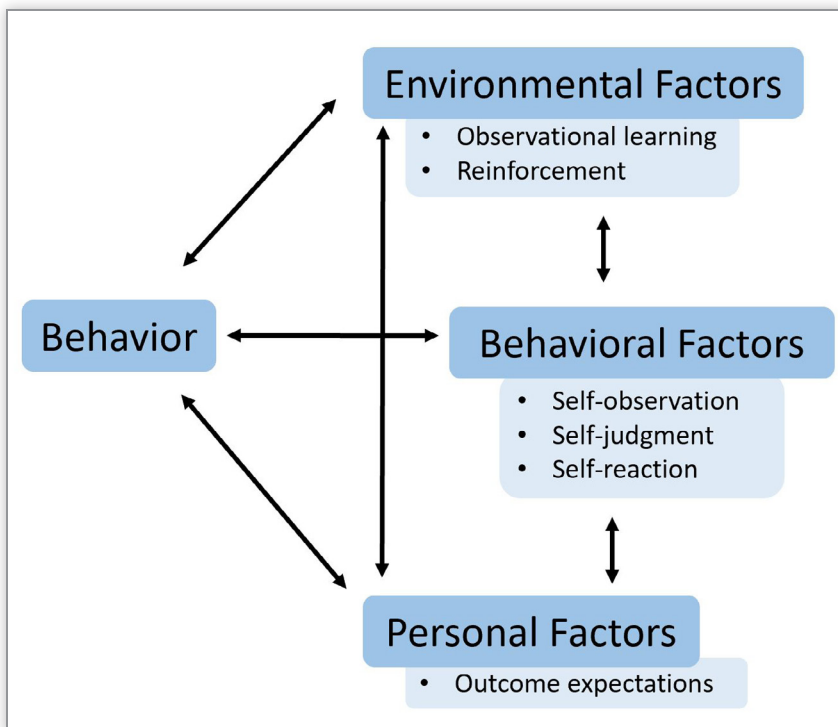 Environmental Factors
• Observational learning
• Reinforcement
Behavior
Behavioral Factors
• Self-observation
• Self-judgment
• Self-reaction
Personal Factors
• Outcome expectations